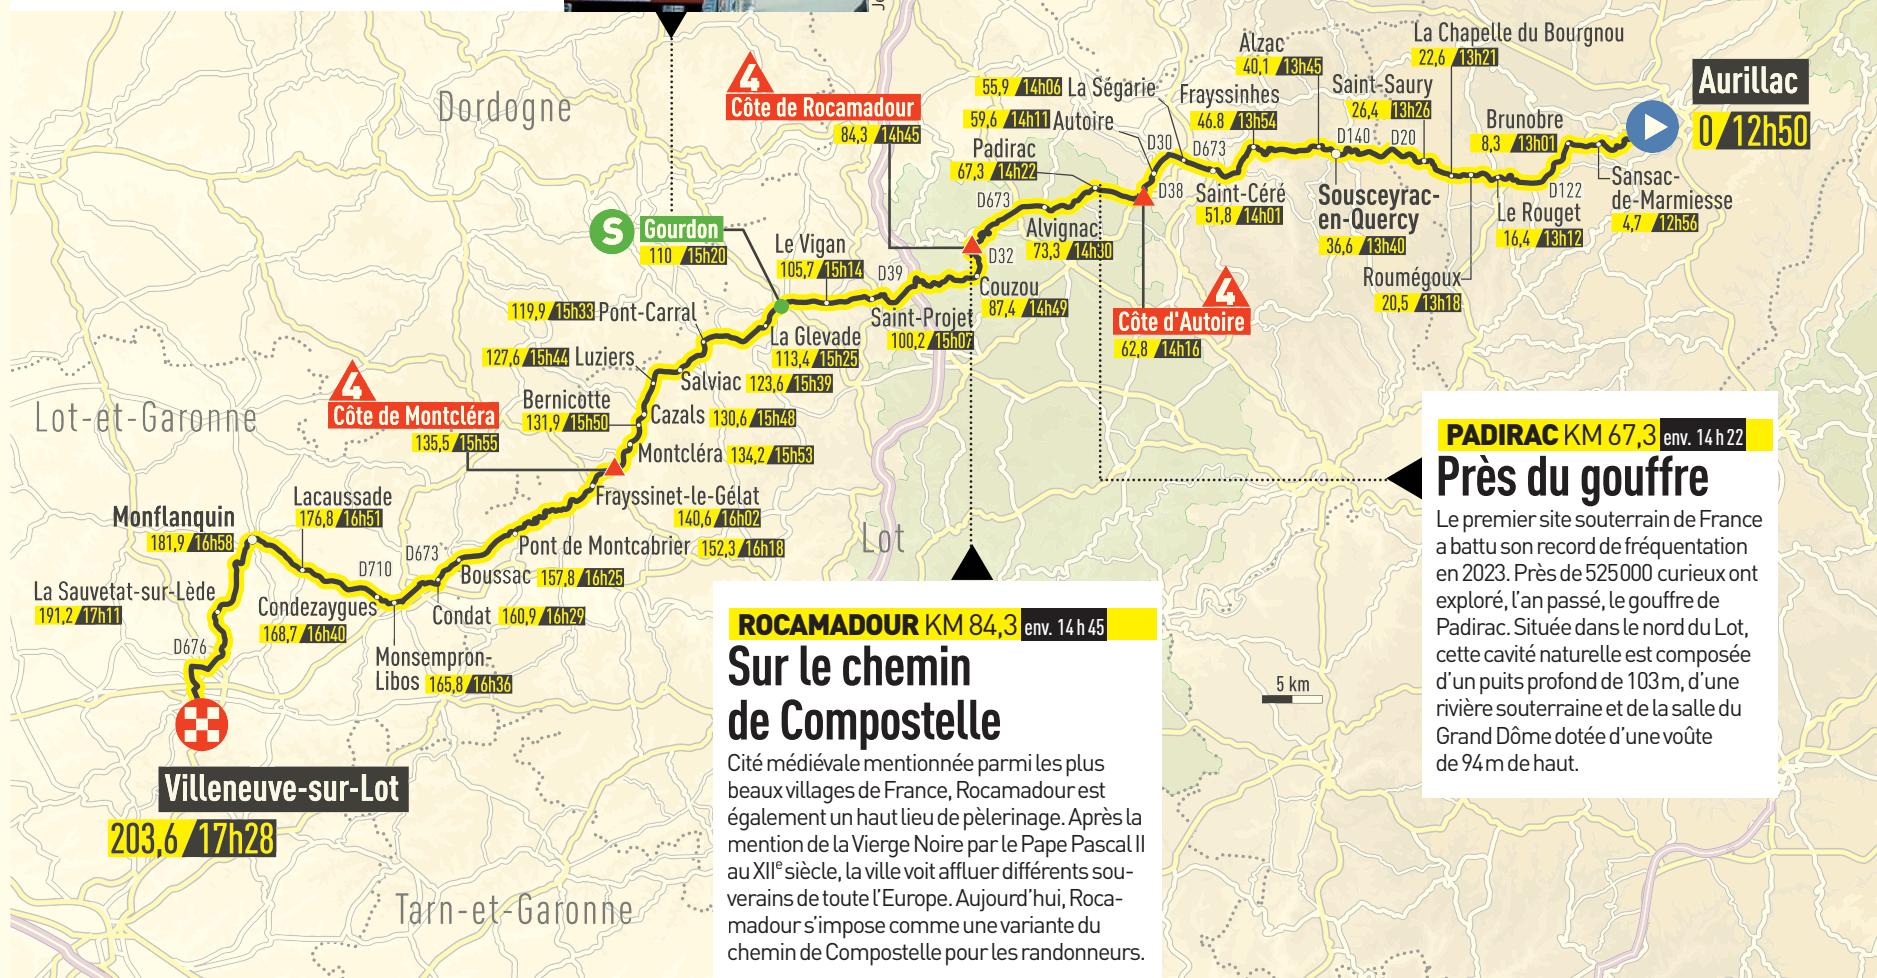 Aurillac
0 / 12h50
Sansac-
de-Marmiesse
4,7 / 12h56
Brunobre
8,3 / 13h01
D122
Le Rouget
16,4 / 13h12
Roumégoux
20,5 / 13h18
La Chapelle du Bourgnou
22,6 / 13h21
Saint-Saury
26,4 / 13h26
D20
D140
Sousceyrac-
en-Quercy
36,6 / 13h40
Alzac
40,1 / 13h45
Frayssinhes
46.8 / 13h54
D673
Saint-Céré
51,8 / 14h01
55,9 / 14h06 La Ségarie
D30
59,6 / 14h11 Autoire
D38
4
Côte d'Autoire
62,8 / 14h16
Padirac
67,3 / 14h22
D673
Alvignac
73,3 / 14h30
4
Côte de Rocamadour
84,3 / 14h45
D32
Couzou
87,4 / 14h49
D39
Saint-Projet
100,2 / 15h07
Le Vigan
105,7 / 15h14
S
Gourdon
110 / 15h20
La Glevade
113,4 / 15h25
119,9 / 15h33 Pont-Carral
Salviac 123,6 / 15h39
127,6 / 15h44 Luziers
Cazals 130,6 / 15h48
Bernicotte
131,9 / 15h50
Montcléra 134,2 / 15h53
4
Côte de Montcléra
135,5 / 15h55
Frayssinet-le-Gélat
140,6 / 16h02
Pont de Montcabrier 152,3 / 16h18
Boussac 157,8 / 16h25
D673
Condat 160,9 / 16h29
Monsempron-
Libos 165,8 / 16h36
D710
Condezaygues
168,7 / 16h40
Lacaussade
176,8 / 16h51
Monflanquin
181,9 / 16h58
La Sauvetat-sur-Lède
191,2 / 17h11
D676
Villeneuve-sur-Lot
203,6 / 17h28
Dordogne
Lot-et-Garonne
Lot
Tarn-et-Garonne
5 km
ROCAMADOUR KM 84,3 env. 14 h 45
Sur le chemin
de Compostelle
Cité médiévale mentionnée parmi les plus
beaux villages de France, Rocamadour est
également un haut lieu de pèlerinage. Après la
mention de la Vierge Noire par le Pape Pascal II
au XIIe siècle, la ville voit affluer différents sou-
verains de toute l'Europe. Aujourd'hui, Roca-
madour s'impose comme une variante du
chemin de Compostelle pour les randonneurs.
PADIRAC KM 67,3 env. 14 h 22
Près du gouffre
Le premier site souterrain de France
a battu son record de fréquentation
en 2023. Près de 525 000 curieux ont
exploré, l'an passé, le gouffre de
Padirac. Située dans le nord du Lot,
cette cavité naturelle est composée
d'un puits profond de 103 m, d'une
rivière souterraine et de la salle du
Grand Dôme dotée d'une voûte
de 94 m de haut.